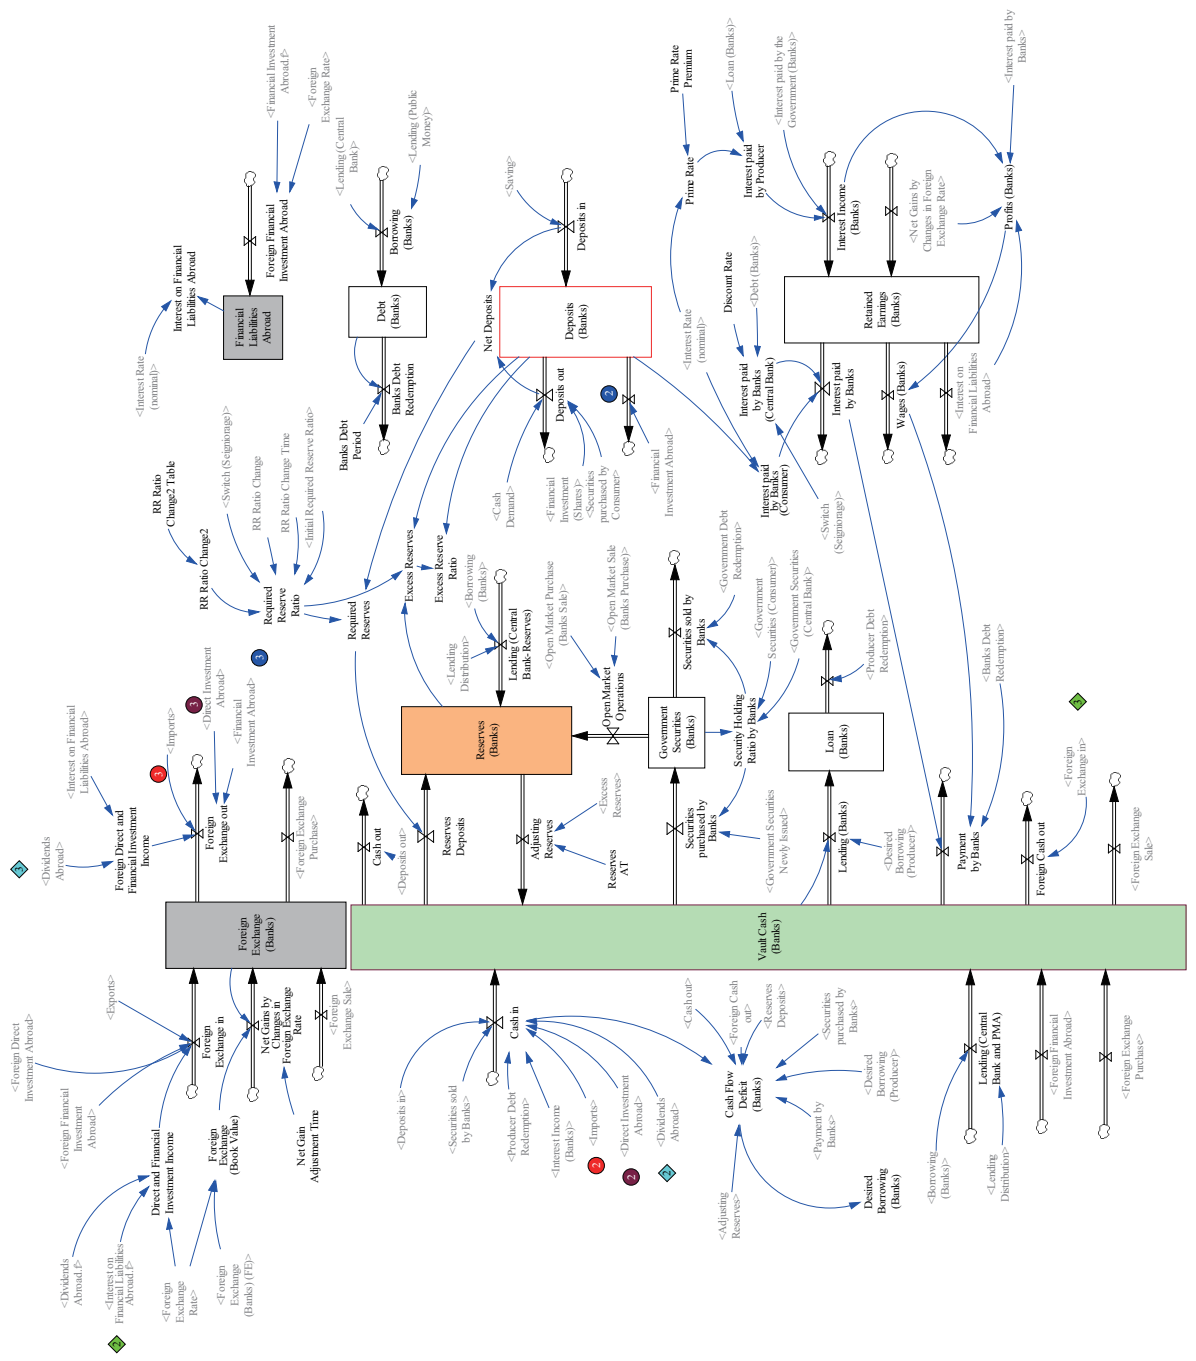 2
<Dividends
Abroad.f>
<Interest on
Financial Liabilities
Abroad.f>
<Foreign
Exchange
Rate>
<Foreign
Exchange
(Banks) (FE)>
Direct and Financial
Investment Income
Foreign
Exchange
(Book Value)
Net Gain
Adjustment Time
<Foreign Financial
Investment
Abroad>
<Foreign Direct
Investment Abroad>
<Exports>
Foreign
Exchange in
Net Gains by
Changes in
Foreign Exchange
Rate
<Foreign
Exchange Sale>
Foreign
Exchange
(Banks)
3
<Dividends
Abroad>
<Interest on Financial
Liabilities Abroad>
Foreign Direct and
Financial Investment
Income
3
<Imports>
3
<Direct Investment
Abroad>
<Financial
Investment Abroad>
3
Foreign
Exchange out
<Foreign Exchange
Purchase>
RR Ratio
Change2 Table
RR Ratio Change2
<Switch (Seigniorage)>
RR Ratio Change
RR Ratio Change Time
<Initial Required Reserve Ratio>
Required
Reserve
Ratio
Required
Reserves
<Interest Rate
(nominal)>
Interest on Financial
Liabilities Abroad
Financial
Liabilities
Abroad
Foreign Financial
Investment Abroad
<Financial Investment
Abroad.f>
<Foreign
Exchange Rate>
Banks Debt
Period
Banks Debt
Redemption
Debt
(Banks)
Borrowing
(Banks)
<Lending (Central
Bank)>
<Lending (Public
Money)>
<Deposits in>
<Securities sold
by Banks>
<Producer Debt
Redemption>
<Interest Income
(Banks)>
2
<Imports>
2
<Direct Investment
Abroad>
2
<Dividends
Abroad>
Cash in
<Adjusting
Reserves>
<Cash out>
<Foreign Cash
out>
<Reserves
Deposits>
<Securities
purchased by
Banks>
<Desired
Borrowing
(Producer)>
<Payment by
Banks>
Cash Flow
Deficit
(Banks)
Desired
Borrowing
(Banks)
<Borrowing
(Banks)>
<Lending
Distribution>
Lending (Central
Bank and PMA)
<Foreign Financial
Investment Abroad>
<Foreign Exchange
Purchase>
Vault Cash
(Banks)
Cash out
<Deposits out>
Reserves
Deposits
Adjusting
Reserves
Reserves
AT
<Excess
Reserves>
Reserves
(Banks)
<Lending
Distribution>
<Borrowing
(Banks)>
Lending (Central
Bank-Reserves)
Excess Reserves
Excess Reserve
Ratio
<Open Market Purchase
(Banks Sale)>
<Open Market Sale
(Banks Purchase)>
Open Market
Operations
Securities
purchased by
Banks
Government
Securities
(Banks)
Securities sold by
Banks
<Government Debt
Redemption>
<Government
Securities (Consumer)>
<Government Securities
(Central Bank)>
Security Holding
Ratio by Banks
<Government Securities
Newly Issued>
Lending (Banks)
<Desired
Borrowing
(Producer)>
Loan
(Banks)
<Producer Debt
Redemption>
Payment
by Banks
<Banks Debt
Redemption>
Foreign Cash out
<Foreign
Exchange in>
3
<Foreign Exchange
Sale>
Net Deposits
Deposits
(Banks)
Deposits in
<Saving>
Deposits out
<Cash
Demand>
<Financial
Investment
(Shares)>
<Securities
purchased by
Consumer>
2
<Financial
Investment Abroad>
<Interest Rate
(nominal)>
Prime Rate
Prime Rate
Premium
<Loan (Banks)>
Interest paid
by Producer
<Interest paid by the
Government (Banks)>
Discount Rate
<Debt (Banks)>
Interest paid
by Banks
(Central Bank)
Interest paid
by Banks
(Consumer)
<Switch
(Seigniorage)>
Interest paid
by Banks
Retained
Earnings
(Banks)
Interest Income
(Banks)
Wages (Banks)
<Net Gains by
Changes in Foreign
Exchange Rate>
<Interest on
Financial Liabilities
Abroad>
Profits (Banks)
<Interest paid by
Banks>